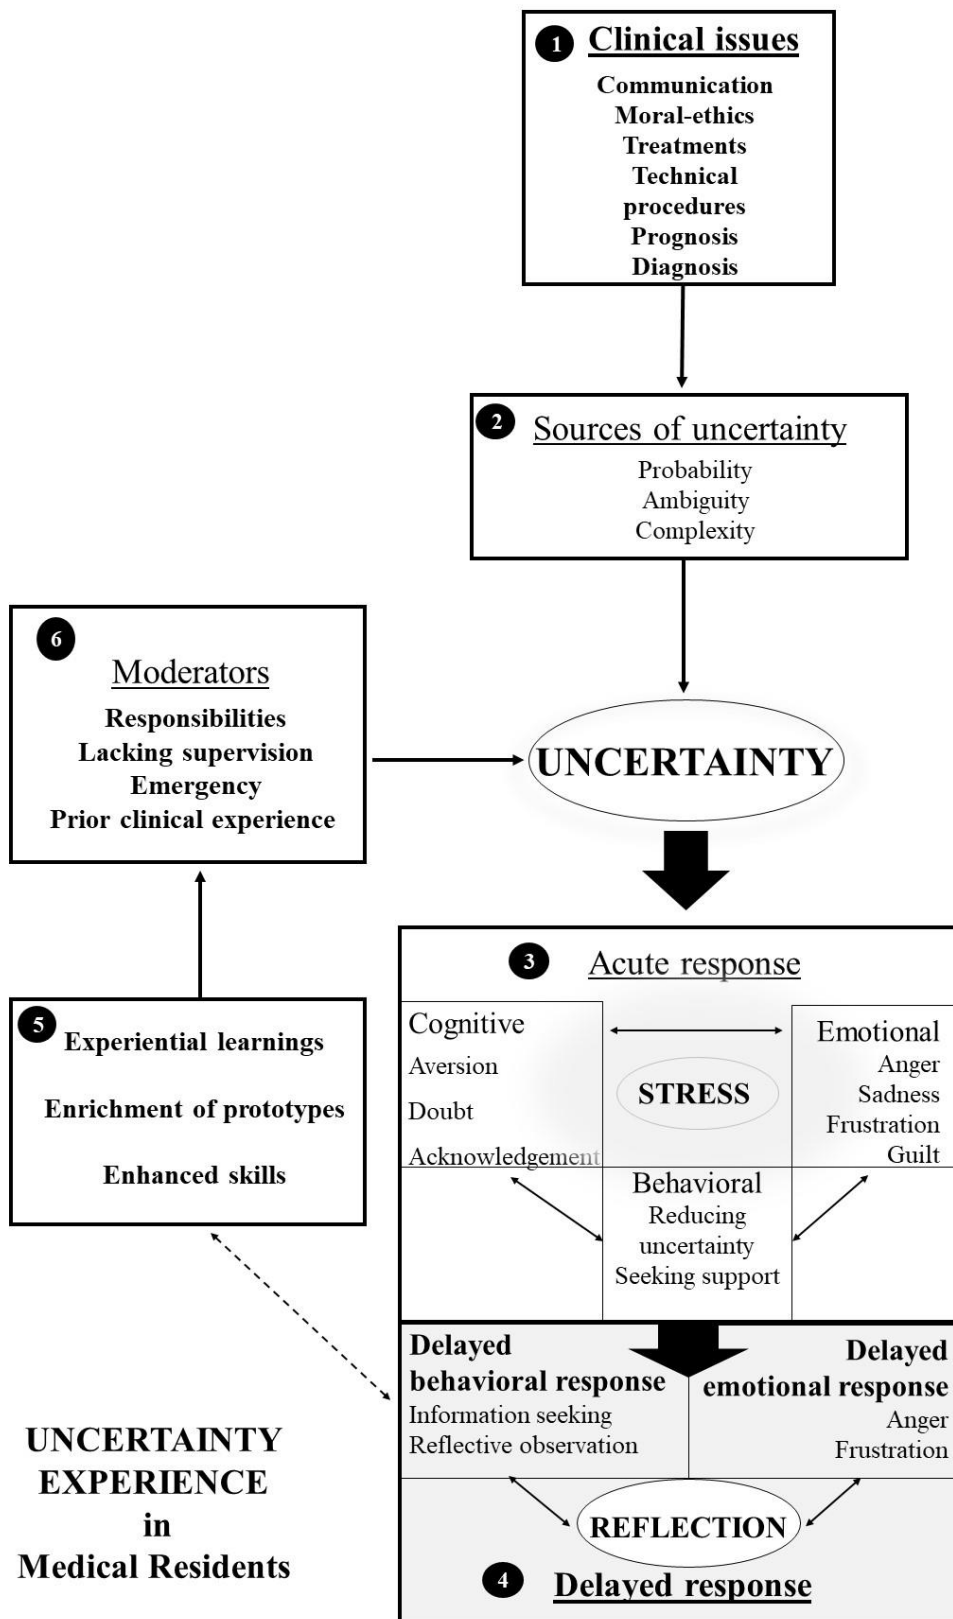 1 Clinical issues
Communication
Moral-ethics
Treatments
Technical
procedures
Prognosis
Diagnosis
2 Sources of uncertainty
Probability
Ambiguity
Complexity
6
Moderators
Responsibilities
Lacking supervision
Emergency
Prior clinical experience
UNCERTAINTY
3 Acute response
Cognitive
Aversion
Doubt
Acknowledgement
STRESS
Emotional
Anger
Sadness
Frustration
Guilt
Behavioral
Reducing
uncertainty
Seeking support
5 Experiential learnings
Enrichment of prototypes
Enhanced skills
Delayed
behavioral response
Information seeking
Reflective observation
Delayed
emotional response
Anger
Frustration
REFLECTION
4 Delayed response
UNCERTAINTY
EXPERIENCE
in
Medical Residents